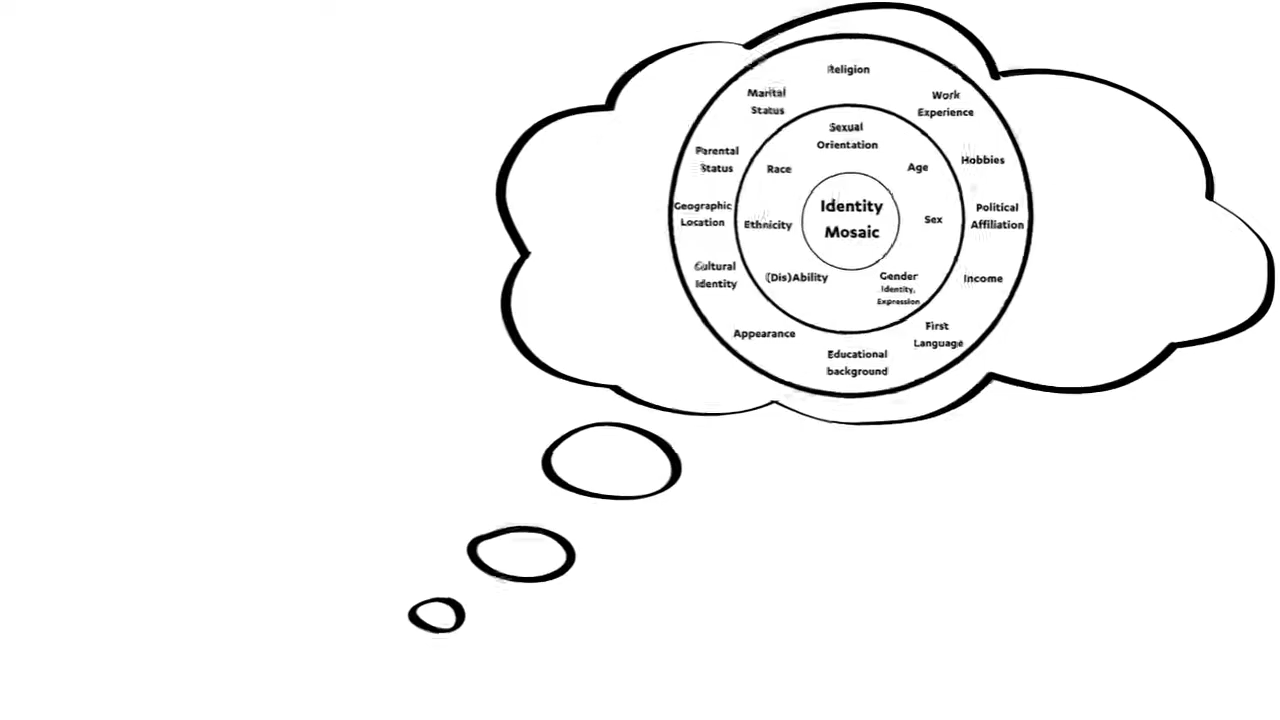 Religion
Work
Experience
Hobbies
Political
Affiliation
Income
First
Language
Educational
background
Appearance
Cultural
Identity
Geographic
Location
Parental
Status
Marital
Status
Sexual
Orientation
Age
Sex
Gender
Identity,
Expression
(Dis)Ability
Ethnicity
Race
Identity
Mosaic